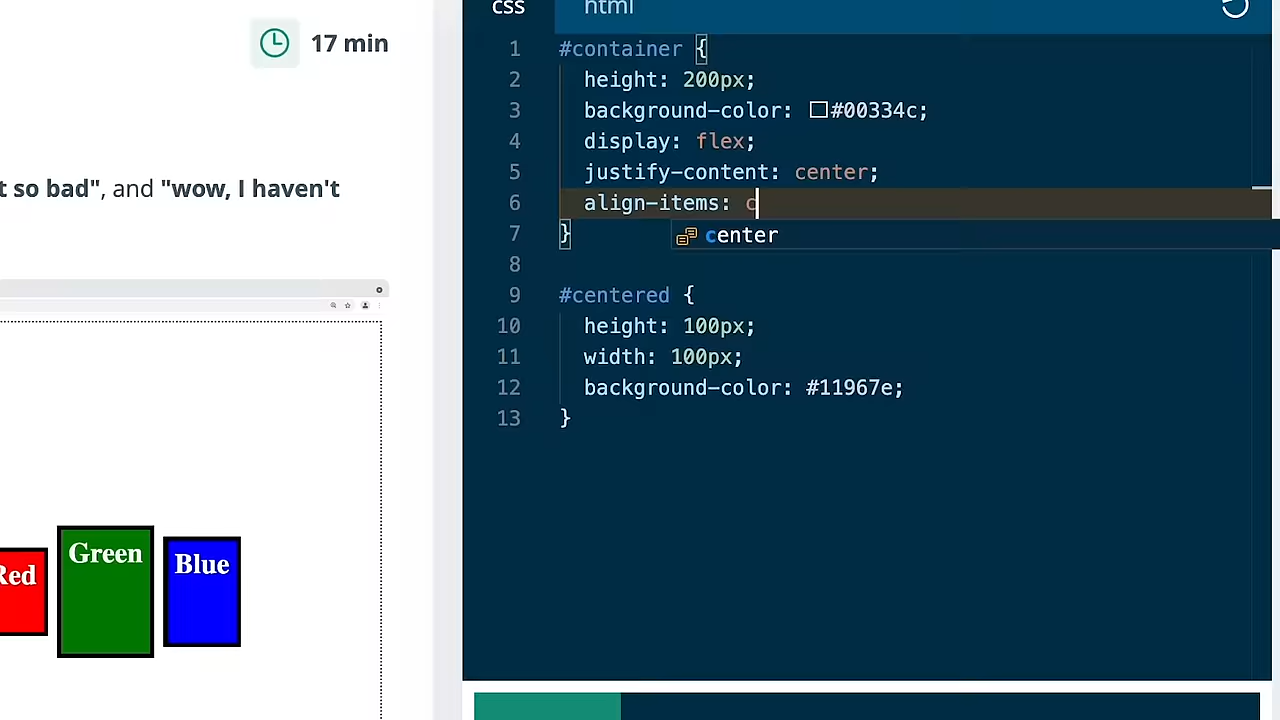 17 min
t so bad", and "wow, I haven't
Red
Green
Blue
css html
1 #container {
2 height: 200px;
3 background-color: #00334c;
4 display: flex;
5 justify-content: center;
6 align-items: c
7 }
center
8
9 #centered {
10 height: 100px;
11 width: 100px;
12 background-color: #11967e;
13 }